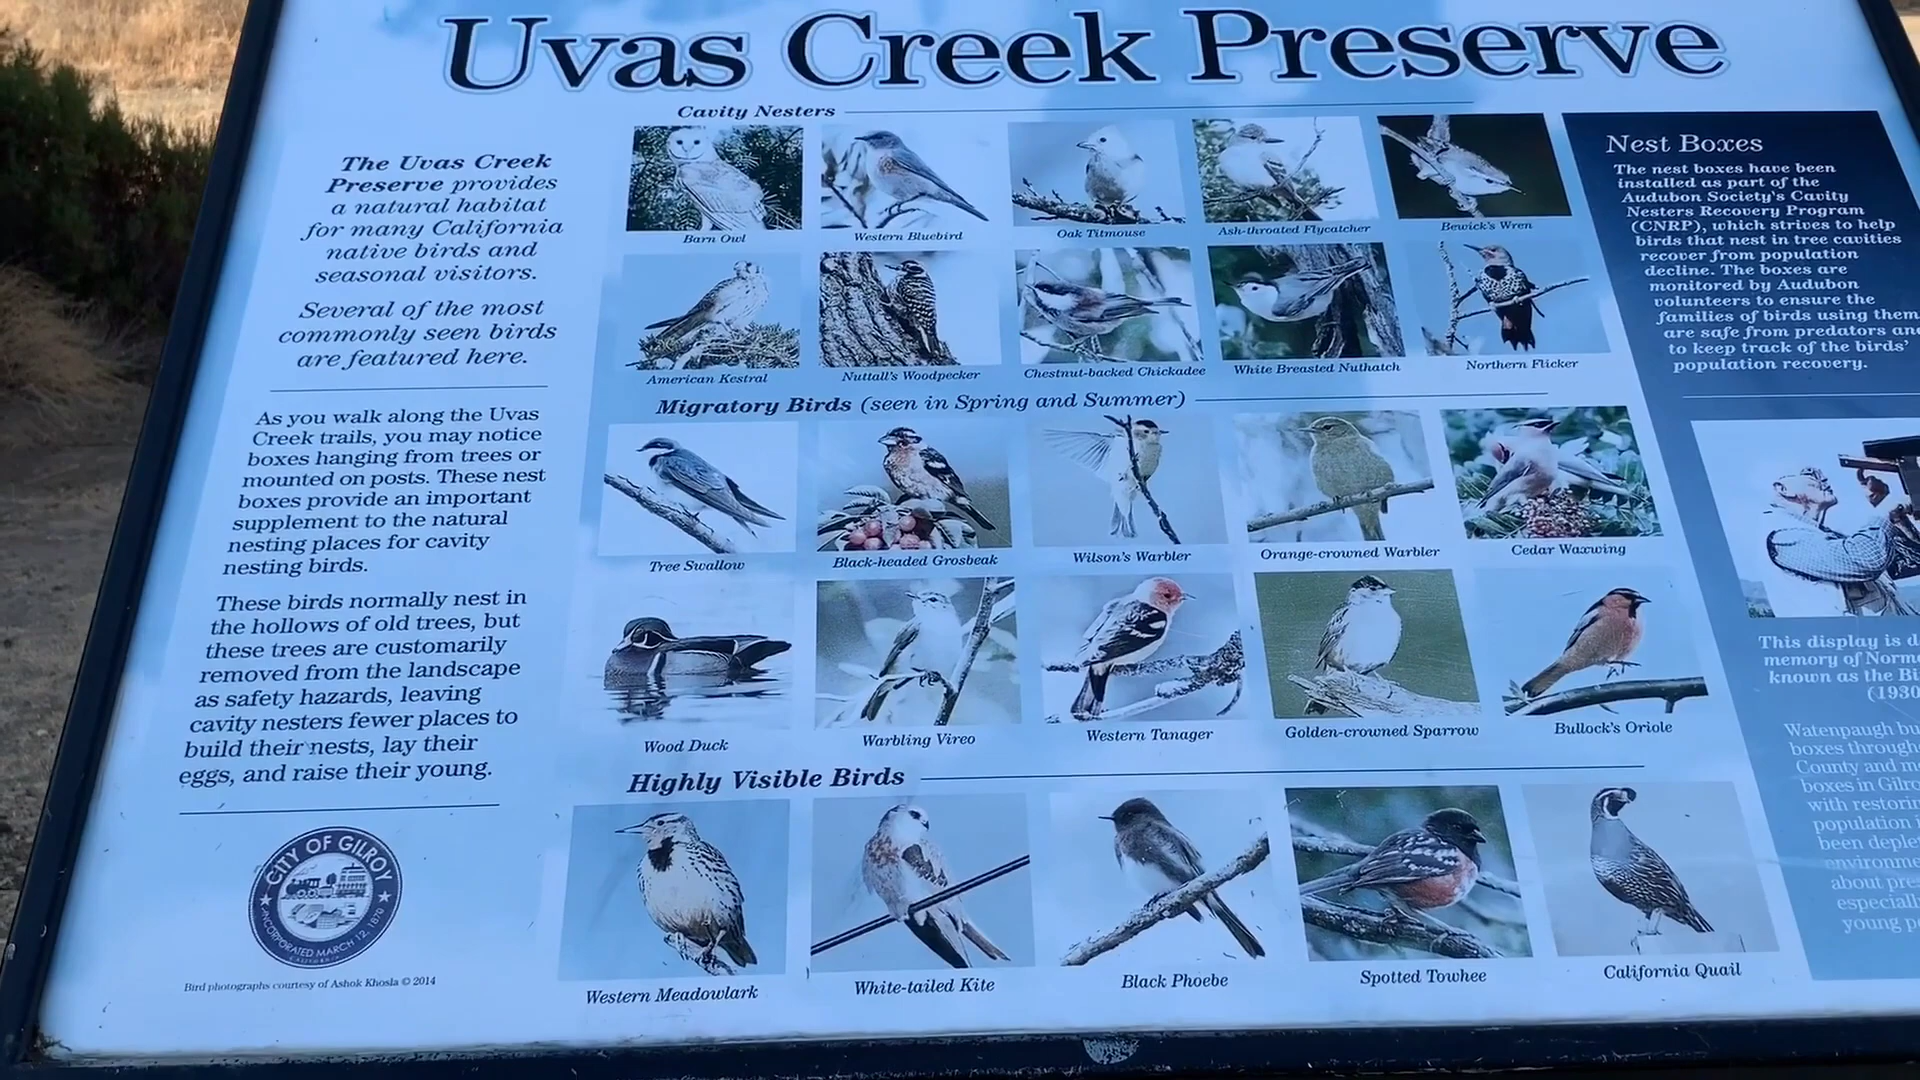 Uvas Creek Preserve
The Uvas Creek
Preserve provides
a natural habitat
for many California
native birds and
seasonal visitors.
Several of the most
commonly seen birds
are featured here.
As you walk along the Uvas
Creek trails, you may notice
boxes hanging from trees or
mounted on posts. These nest
boxes provide an important
supplement to the natural
nesting places for cavity
nesting birds.
These birds normally nest in
the hollows of old trees, but
these trees are customarily
removed from the landscape
as safety hazards, leaving
cavity nesters fewer places to
build their nests, lay their
eggs, and raise their young.
CITY OF GILROY
INCORPORATED MARCH 12, 1870
CALIFORNIA
Bird photographs courtesy of Ashok Khosla © 2014
Cavity Nesters
Barn Owl
Western Bluebird
Oak Titmouse
Ash-throated Flycatcher
Bewick's Wren
American Kestral
Nuttall's Woodpecker
Chestnut-backed Chickadee
White Breasted Nuthatch
Northern Flicker
Migratory Birds (seen in Spring and Summer)
Tree Swallow
Black-headed Grosbeak
Wilson's Warbler
Orange-crowned Warbler
Cedar Waxwing
Wood Duck
Warbling Vireo
Western Tanager
Golden-crowned Sparrow
Bullock's Oriole
Highly Visible Birds
Western Meadowlark
White-tailed Kite
Black Phoebe
Spotted Towhee
California Quail
Nest Boxes
The nest boxes have been
installed as part of the
Audubon Society's Cavity
Nesters Recovery Program
(CNRP), which strives to help
birds that nest in tree cavities
recover from population
decline. The boxes are
monitored by Audubon
volunteers to ensure the
families of birds using them
are safe from predators and
to keep track of the birds'
population recovery.
This display is
memory of
known as the
(1930
Watenpaugh
boxes
County and
boxes in
with
population
been
about
young